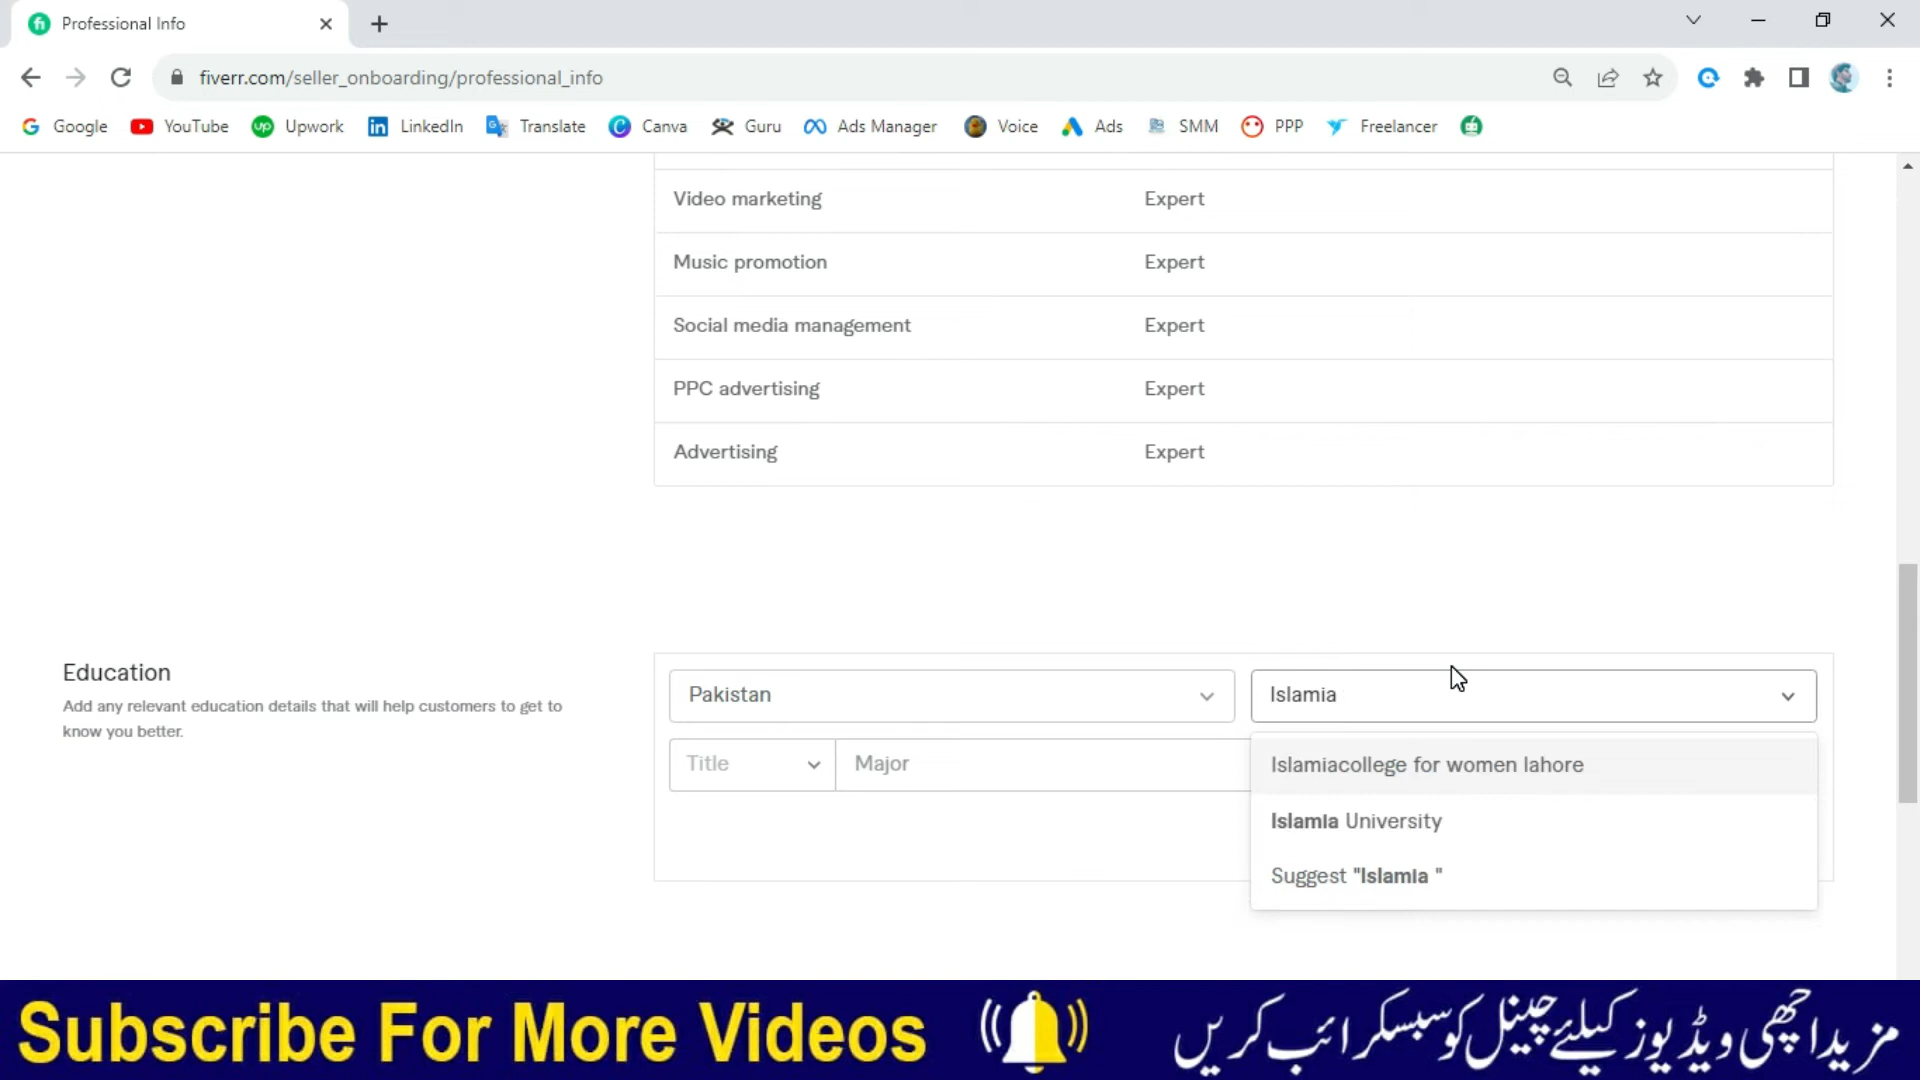 Professional Info
fiverr.com/seller_onboarding/professional_info
Google YouTube Upwork LinkedIn Translate Canva Guru Ads Manager Voice Ads SMM PPP Freelancer
Video marketing Expert
Music promotion Expert
Social media management Expert
PPC advertising Expert
Advertising Expert
Education
Add any relevant education details that will help customers to get to
know you better.
Pakistan Islamia
Title Major
Islamiacollege for women lahore
Islamia University
Suggest "Islamia "
Subscribe For More Videos
مزید اچھی ویڈیوز کیلئے چینل کو سبسکرائب کریں